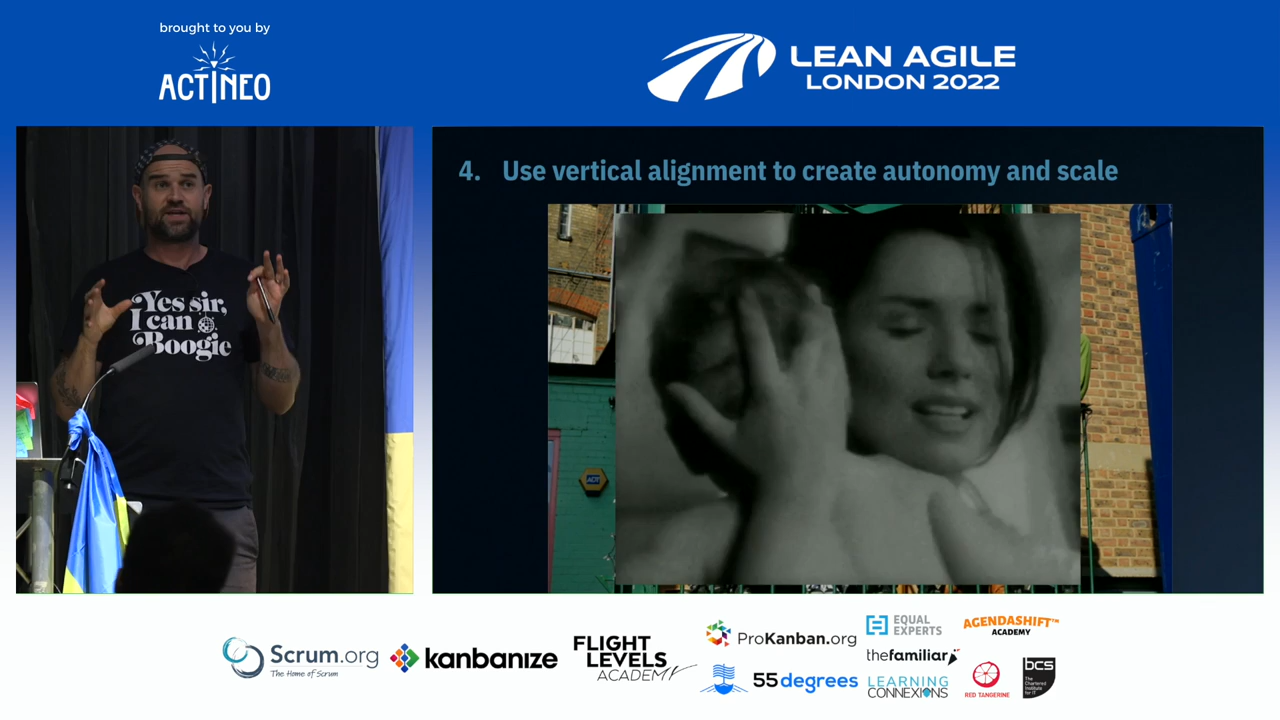 brought to you by
ACTINEO
LEAN AGILE
LONDON 2022
4. Use vertical alignment to create autonomy and scale
Yes sir,
I can
Boogie
ADT
Scrum.org
The Home of Scrum
kanbanize
FLIGHT
LEVELS
ACADEMY
ProKanban.org
55degrees
EQUAL
EXPERTS
thefamiliar
LEARNING
CONNEXIONS
AGENDASHIFT™
ACADEMY
RED TANGERINE
bcs
The
Chartered
Institute
for IT